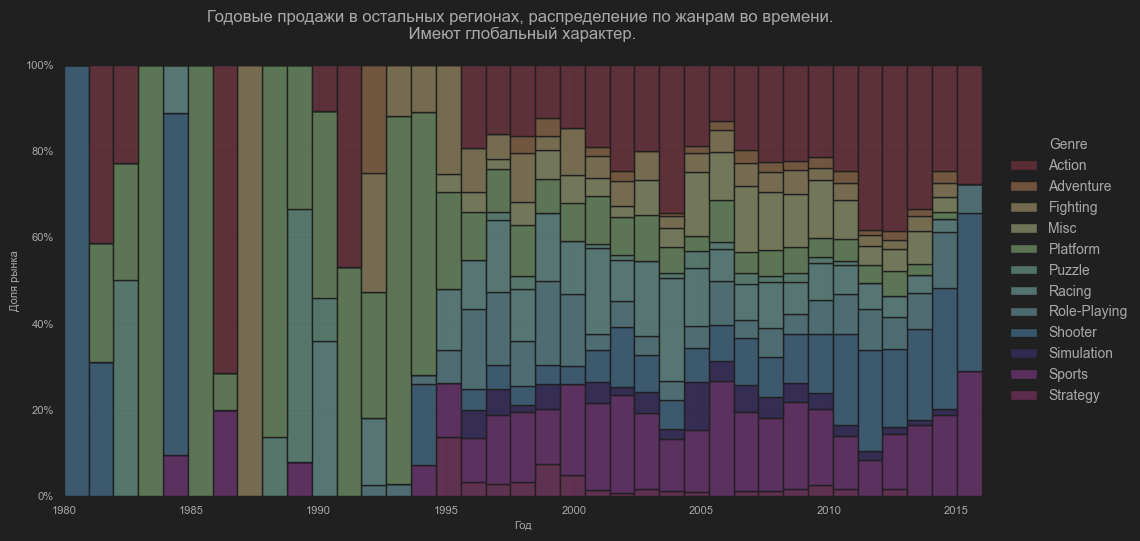 Годовые продажи в остальных регионах, распределение по жанрам во времени.
Имеют глобальный характер.
100%
80%
60%
40%
20%
0%
Доля рынка
1980
1985
1990
1995
2000
2005
2010
2015
Год
Genre
Action
Adventure
Fighting
Misc
Platform
Puzzle
Racing
Role-Playing
Shooter
Simulation
Sports
Strategy